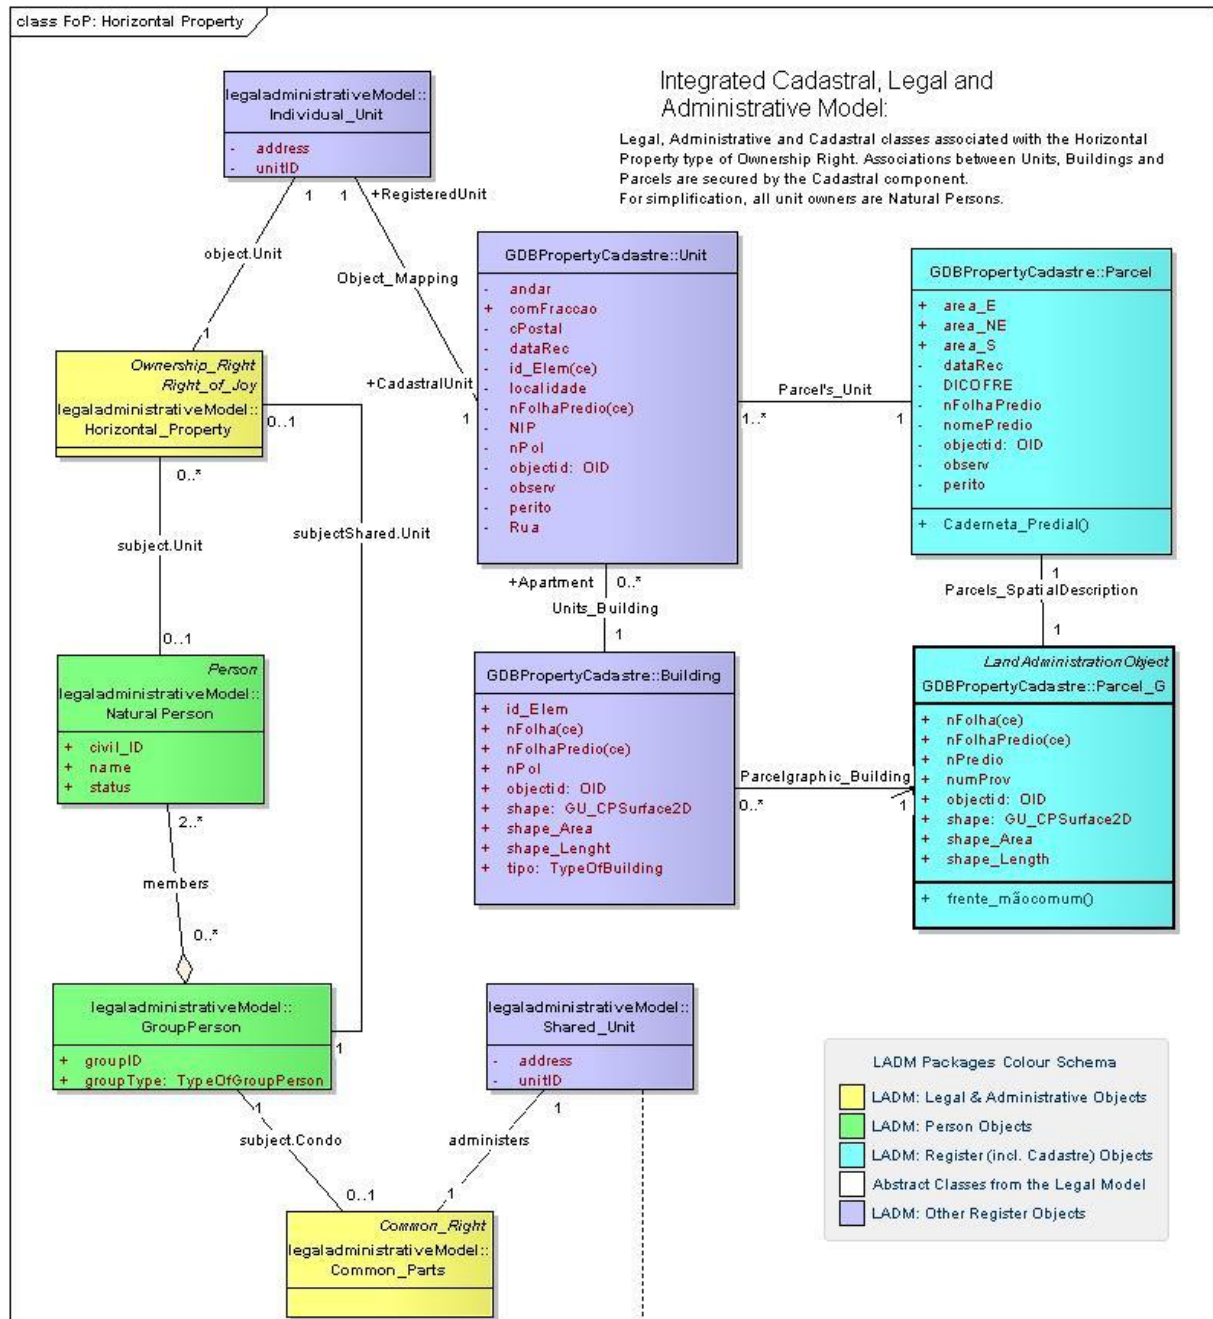 class FoP: Horizontal Property
Integrated Cadastral, Legal and
Administrative Model:
Legal, Administrative and Cadastral classes associated with the Horizontal
Property type of Ownership Right. Associations between Units, Buildings and
Parcels are secured by the Cadastral component.
For simplification, all unit owners are Natural Persons.
legaladministrativeModel::
Individual_Unit
- address
- unitID
1
1
+RegisteredUnit
object.Unit
Object_Mapping
1
+CadastralUnit
1
GDBPropertyCadastre::Unit
- andar
+ comFraccao
- cPostal
- dataRec
- id_Elem(ce)
- localidade
- nFolhaPredio(ce)
- NIP
- nPol
- objectid: OID
- observ
- perito
- Rua
Parcel's_Unit
1..*
1
GDBPropertyCadastre::Parcel
+ area_E
+ area_NE
+ area_S
- dataRec
- DICOFRE
- nFolhaPredio
- nomePredio
- objectid: OID
- observ
- perito
+ Caderneta_Predial()
Ownership_Right
Right_of_Joy
legaladministrativeModel::
Horizontal_Property
0..1
0..*
subject.Unit
subjectShared.Unit
0..1
+Apartment
0..*
Units_Building
1
1
Parcels_SpatialDescription
1
Person
legaladministrativeModel::
NaturalPerson
+ civil_ID
+ name
+ status
2..*
members
0..*
GDBPropertyCadastre::Building
+ id_Elem
+ nFolha(ce)
+ nFolhaPredio(ce)
+ nPol
+ objectid: OID
+ shape: GU_CPSurface2D
+ shape_Area
+ shape_Lenght
+ tipo: TypeOfBuilding
Parcelgraphic_Building
0..*
1
LandAdministrationObject
GDBPropertyCadastre::Parcel_G
+ nFolha(ce)
+ nFolhaPredio(ce)
+ nPredio
+ numProv
+ objectid: OID
+ shape: GU_CPSurface2D
+ shape_Area
+ shape_Length
+ frente_mãocomum()
legaladministrativeModel::
GroupPerson
+ groupID
+ groupType: TypeOfGroupPerson
1
1
subject.Condo
0..1
legaladministrativeModel::
Shared_Unit
- address
- unitID
1
administers
1
Common_Right
legaladministrativeModel::
Common_Parts
LADM Packages Colour Schema
LADM: Legal & Administrative Objects
LADM: Person Objects
LADM: Register (incl. Cadastre) Objects
Abstract Classes from the Legal Model
LADM: Other Register Objects